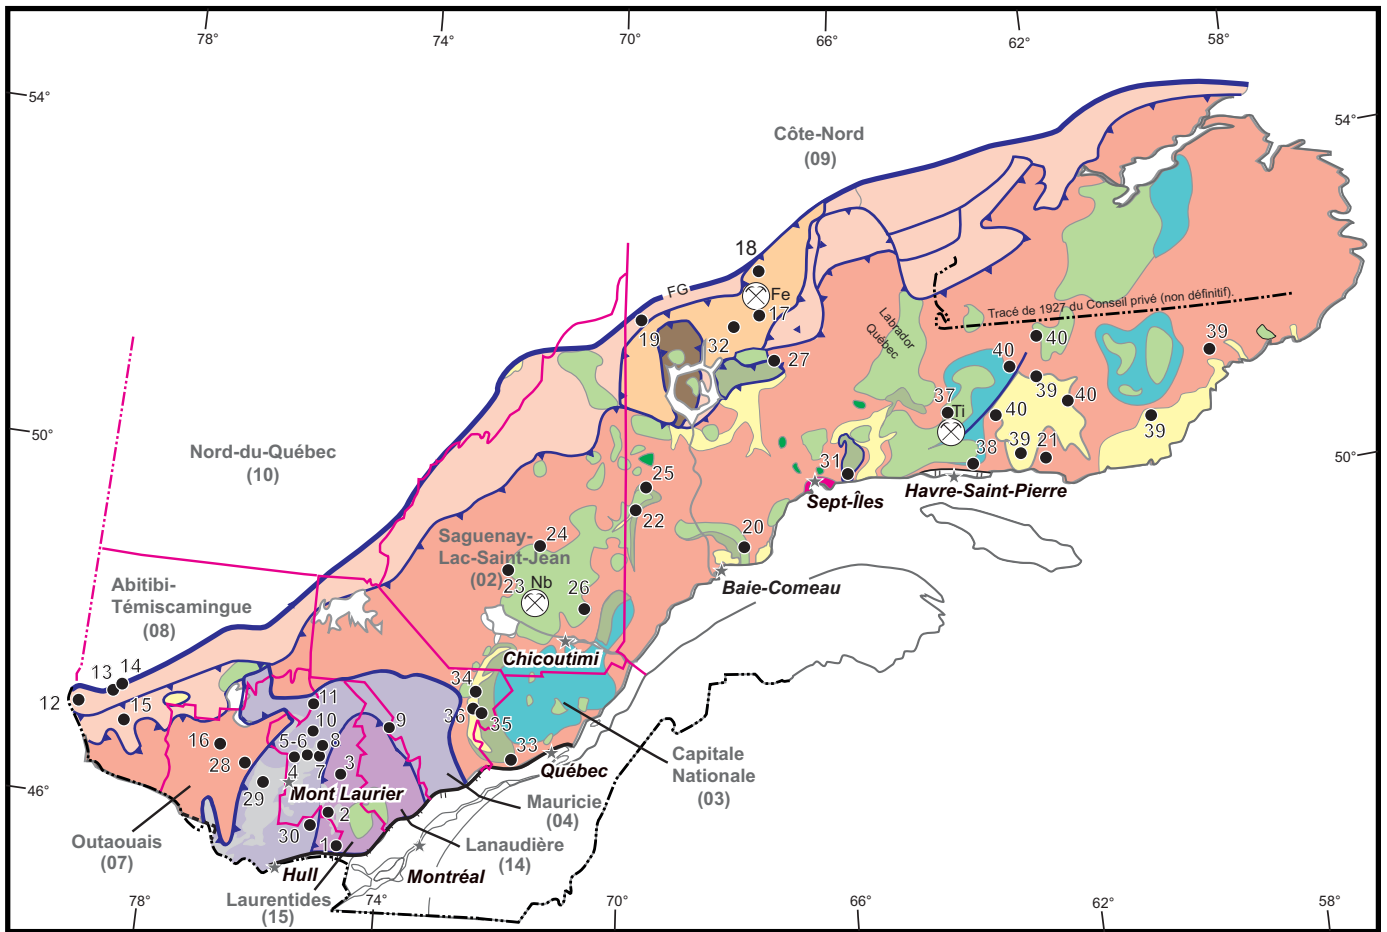 78°
74°
70°
66°
62°
58°
54°
54°
Côte-Nord
(09)
18
FG
Fe
17
19
32
27
Labrador
Québec
Tracé de 1927 du Conseil privé (non définitif).
40
39
40
39
40
37
Ti
40
39
50°
50°
Nord-du-Québec
(10)
38
39
21
31
Sept-Îles
Havre-Saint-Pierre
25
22
20
24
Saguenay-
Lac-Saint-Jean
(02)
23
Nb
26
Baie-Comeau
Abitibi-
Témiscamingue
(08)
Chicoutimi
13
14
12
15
11
34
10
9
36
35
16
5-6
8
28
4
7
3
33
Québec
Capitale
Nationale
(03)
46°
46°
29
Mont Laurier
Mauricie
(04)
2
30
1
Outaouais
(07)
Lanaudière
(14)
Hull
Montréal
Laurentides
(15)
78°
74°
70°
66°
62°
58°